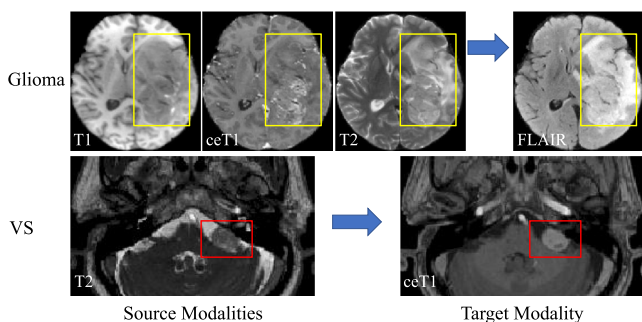 Glioma
T1
ceT1
T2
FLAIR
VS
T2
ceT1
Source Modalities
Target Modality